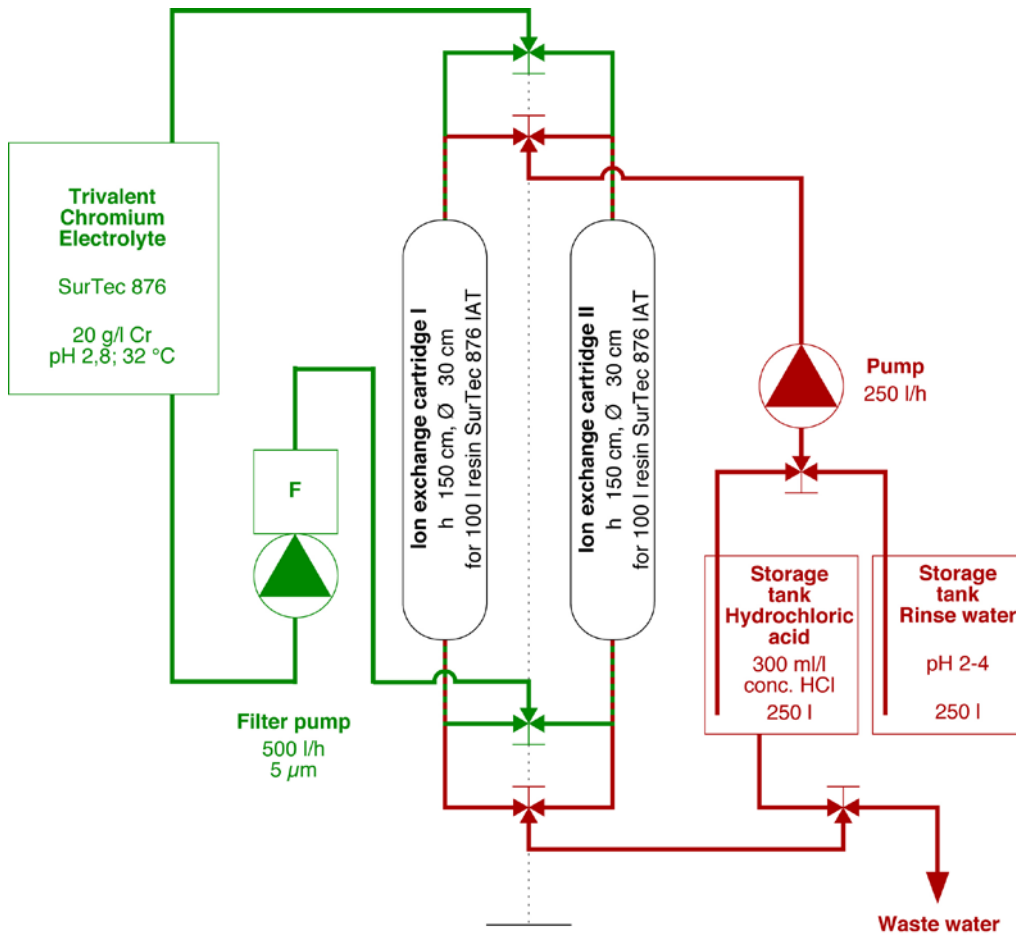 Trivalent
Chromium
Electrolyte
SurTec 876
20 g/l Cr
pH 2,8; 32 °C
F
Filter pump
500 l/h
5 µm
Ion exchange cartridge I
h 150 cm, Ø 30 cm
for 100 l resin SurTec 876 IAT
Ion exchange cartridge II
h 150 cm, Ø 30 cm
for 100 l resin SurTec 876 IAT
Pump
250 l/h
Storage
tank
Hydrochloric
acid
300 ml/l
conc. HCl
250 l
Storage
tank
Rinse water
pH 2-4
250 l
Waste water